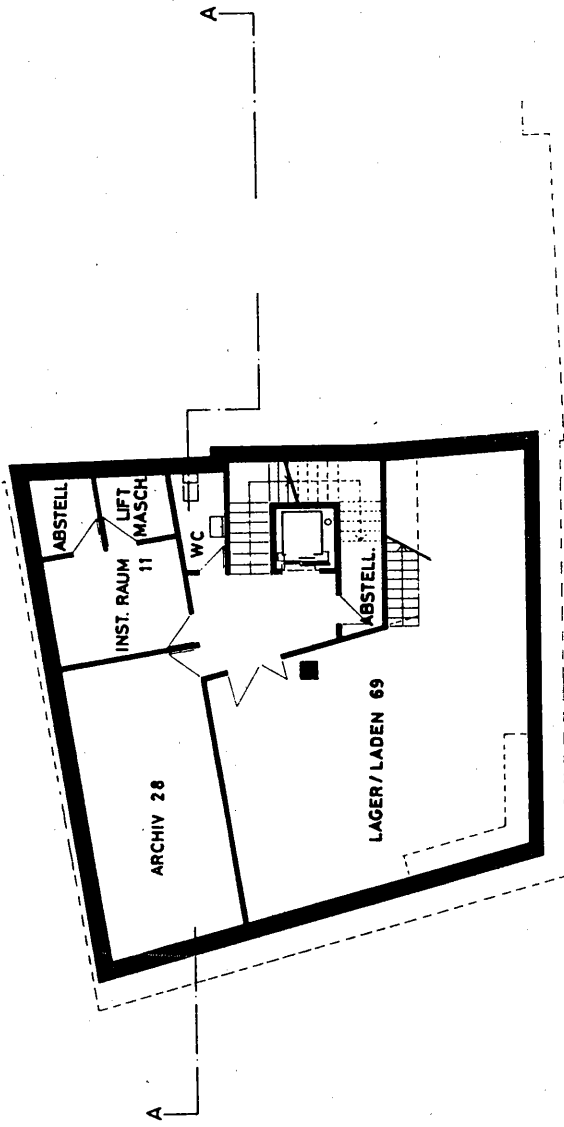 A
ABSTELL.
LIFT
MASCH.
INST. RAUM
11
WC
ABSTELL.
ARCHIV 28
LAGER/LADEN 69
A